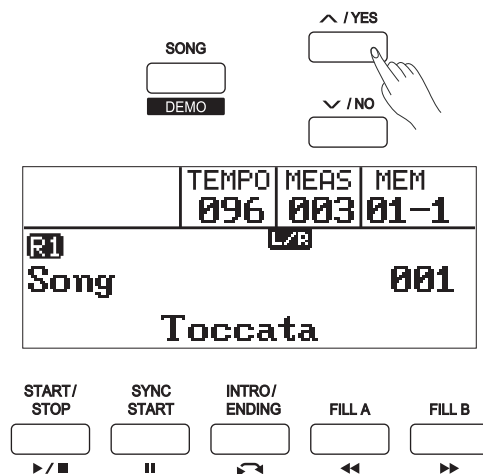 / YES
SONG
DEMO
/ NO
TEMPO MEAS MEM
096 003 01-1
R1 L/R
Song 001
Toccata
START/ STOP SYNC START INTRO/ ENDING FILL A FILL B